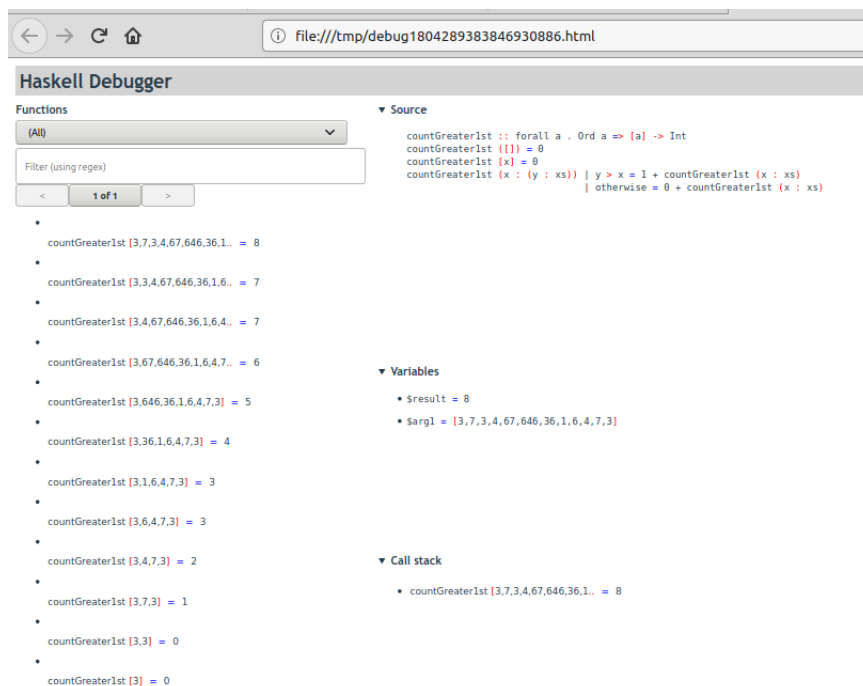 file:///tmp/debug1804289383846930886.html
Haskell Debugger
Functions
(All)
Filter (using regex)
< 1 of 1 >
countGreater1st [3,7,3,4,67,646,36,1.. = 8
countGreater1st [3,3,4,67,646,36,1,6.. = 7
countGreater1st [3,4,67,646,36,1,6,4.. = 7
countGreater1st [3,67,646,36,1,6,4,7.. = 6
countGreater1st [3,646,36,1,6,4,7,3] = 5
countGreater1st [3,36,1,6,4,7,3] = 4
countGreater1st [3,1,6,4,7,3] = 3
countGreater1st [3,6,4,7,3] = 3
countGreater1st [3,4,7,3] = 2
countGreater1st [3,7,3] = 1
countGreater1st [3,3] = 0
countGreater1st [3] = 0
▾ Source
countGreater1st :: forall a . Ord a => [a] -> Int
countGreater1st ([]) = 0
countGreater1st [x] = 0
countGreater1st (x : (y : xs)) | y > x = 1 + countGreater1st (x : xs)
| otherwise = 0 + countGreater1st (x : xs)
▾ Variables
• $result = 8
• $arg1 = [3,7,3,4,67,646,36,1,6,4,7,3]
▾ Call stack
• countGreater1st [3,7,3,4,67,646,36,1.. = 8